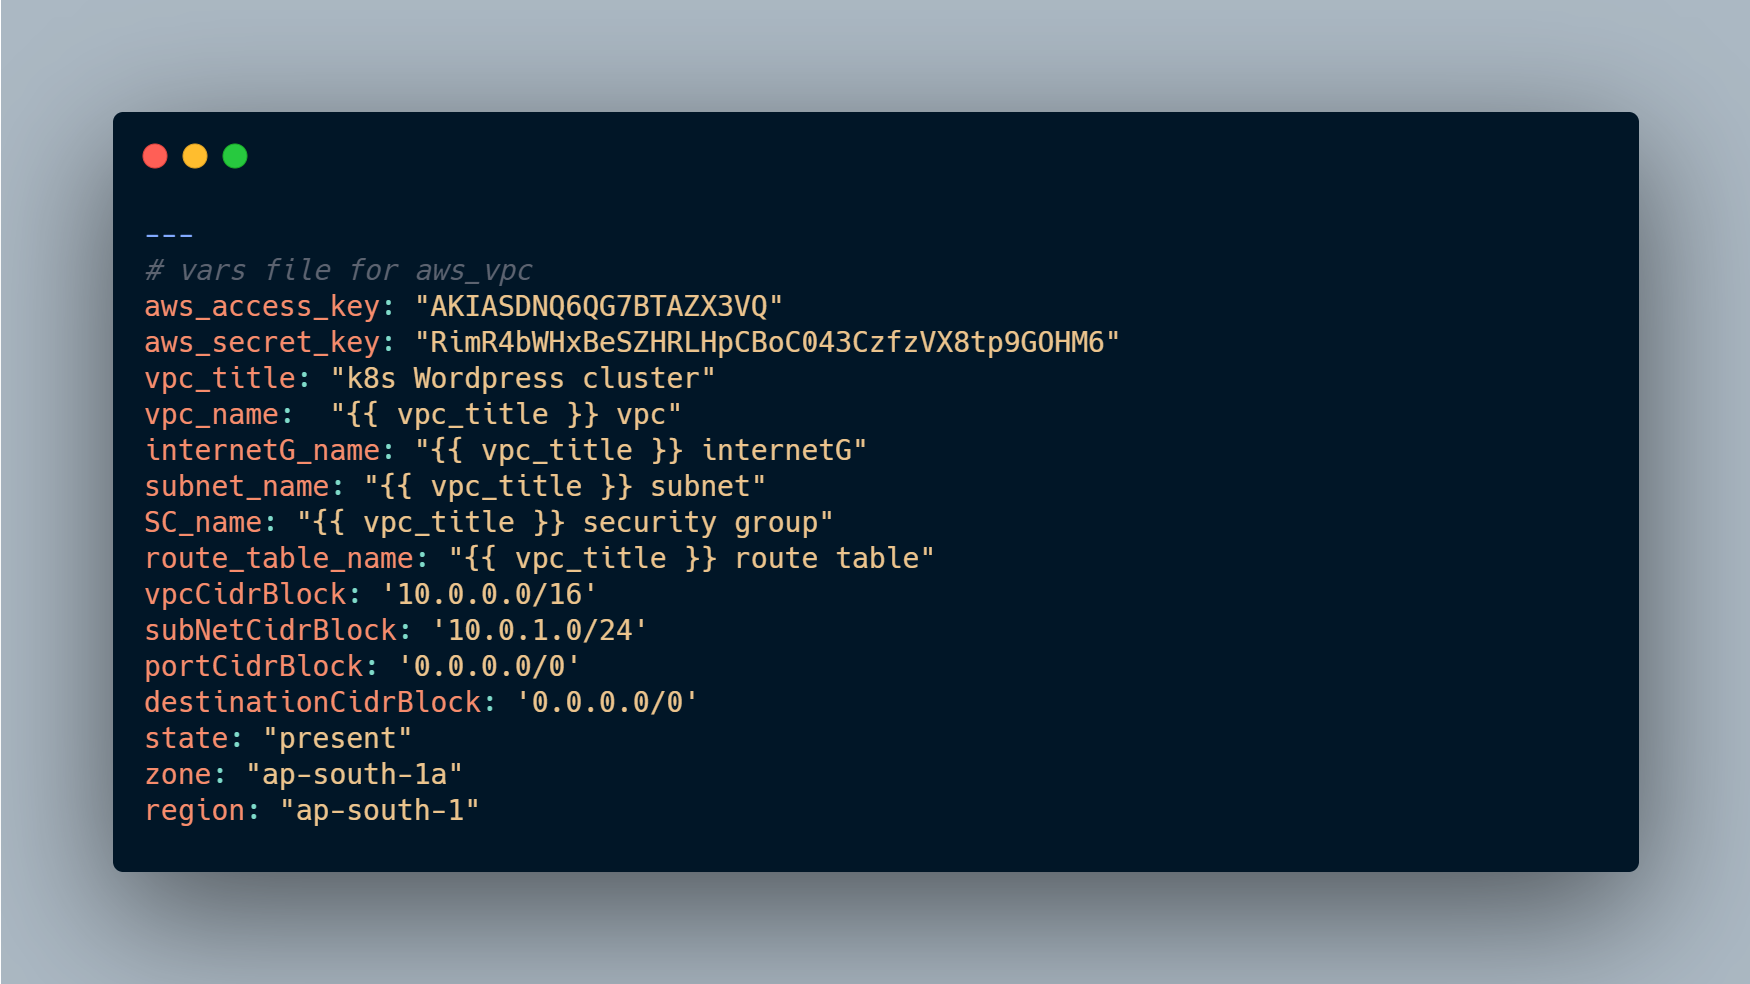 ---
# vars file for aws_vpc
aws_access_key: "AKIASDNQ6QG7BTAZX3VQ"
aws_secret_key: "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"
vpc_title: "k8s Wordpress cluster"
vpc_name:  "{{ vpc_title }} vpc"
internetG_name: "{{ vpc_title }} internetG"
subnet_name: "{{ vpc_title }} subnet"
SC_name: "{{ vpc_title }} security group"
route_table_name: "{{ vpc_title }} route table"
vpcCidrBlock: '10.0.0.0/16'
subNetCidrBlock: '10.0.1.0/24'
portCidrBlock: '0.0.0.0/0'
destinationCidrBlock: '0.0.0.0/0'
state: "present"
zone: "ap-south-1a"
region: "ap-south-1"